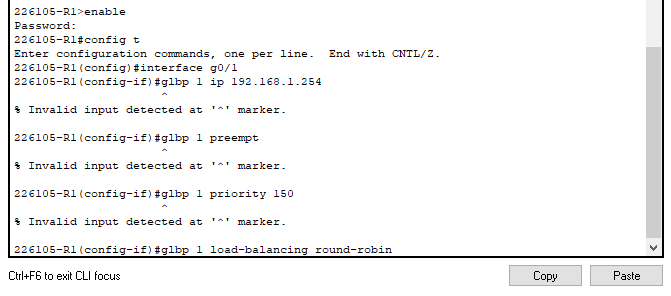 226105-R1>enable
Password:
226105-R1#config t
Enter configuration commands, one per line.  End with CNTL/Z.
226105-R1(config)#interface g0/1
226105-R1(config-if)#glbp 1 ip 192.168.1.254
^
% Invalid input detected at '^' marker.
226105-R1(config-if)#glbp 1 preempt
^
% Invalid input detected at '^' marker.
226105-R1(config-if)#glbp 1 priority 150
^
% Invalid input detected at '^' marker.
226105-R1(config-if)#glbp 1 load-balancing round-robin
Ctrl+F6 to exit CLI focus
Copy
Paste